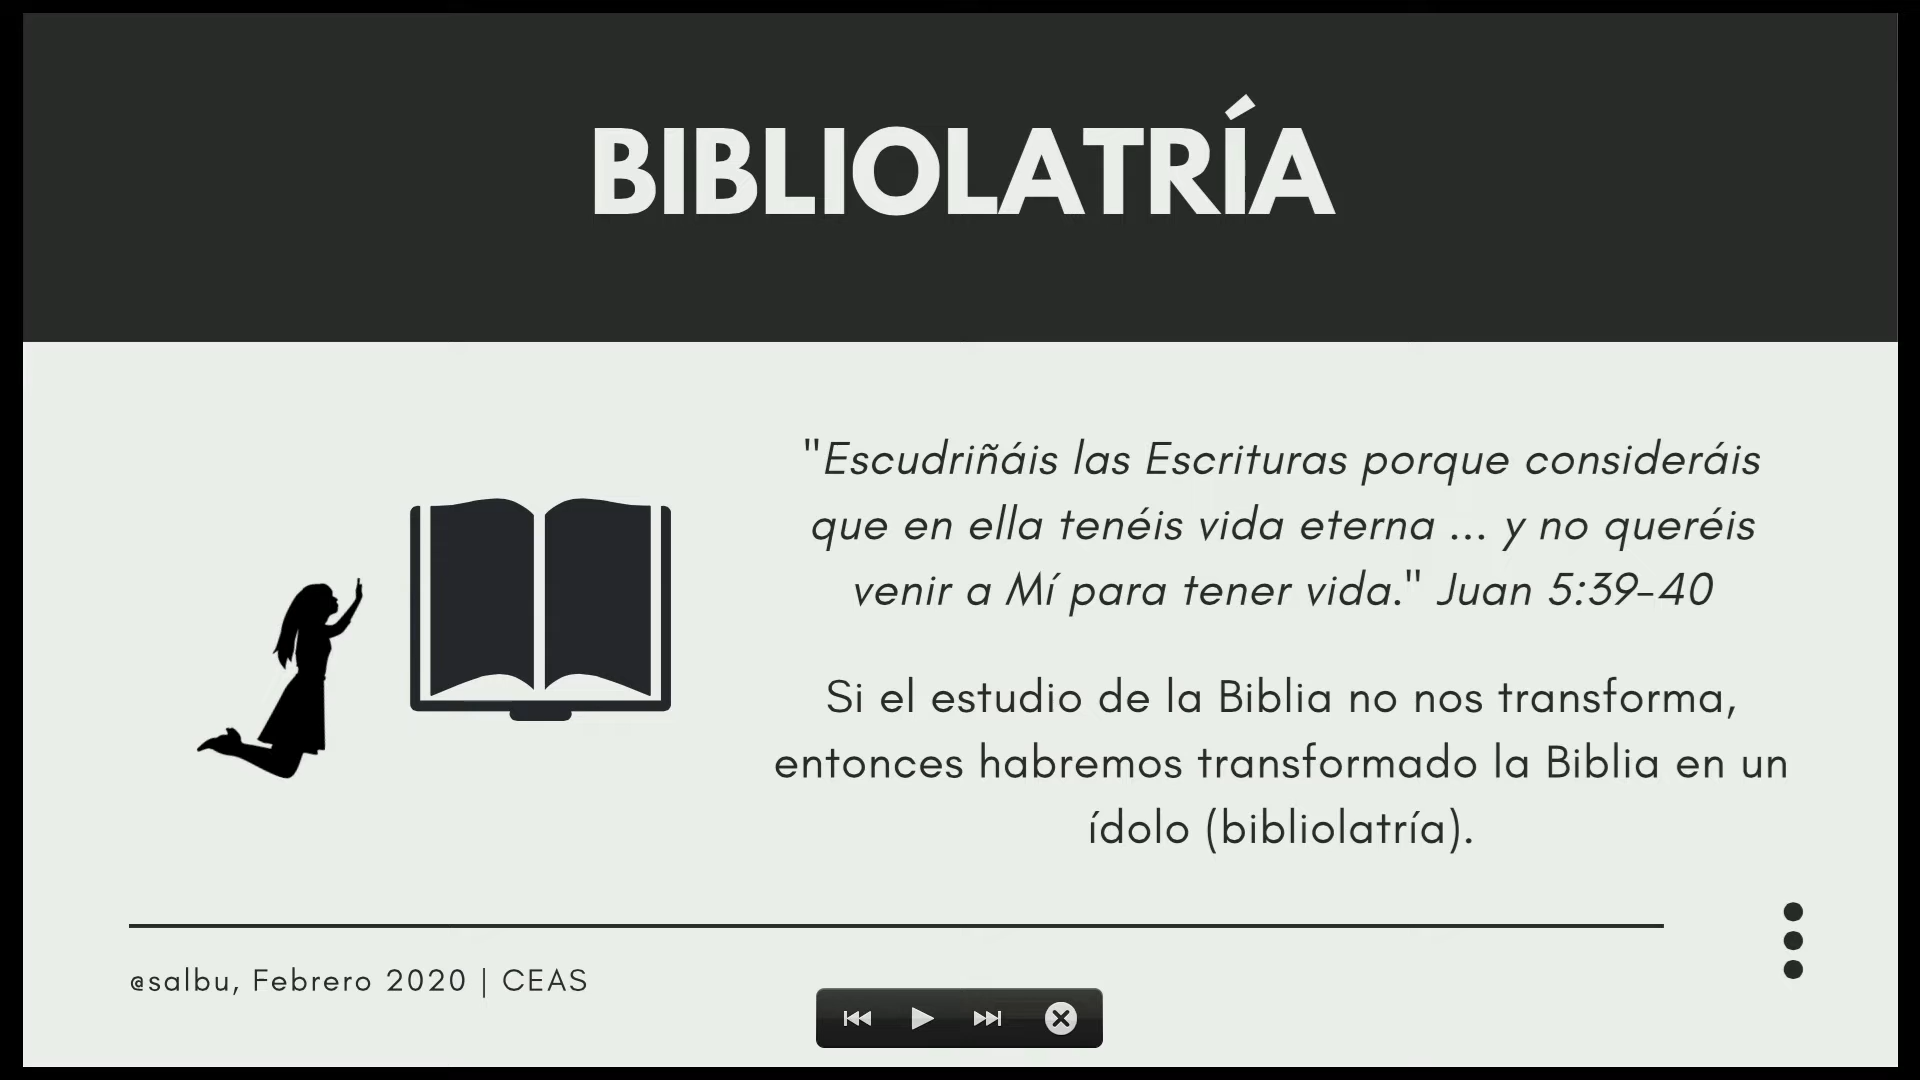 BIBLIOLATRÍA
"Escudriñáis las Escrituras porque consideráis
que en ella tenéis vida eterna ... y no queréis
venir a Mí para tener vida." Juan 5:39-40
Si el estudio de la Biblia no nos transforma,
entonces habremos transformado la Biblia en un
ídolo (bibliolatría).
@salbu, Febrero 2020 | CEAS